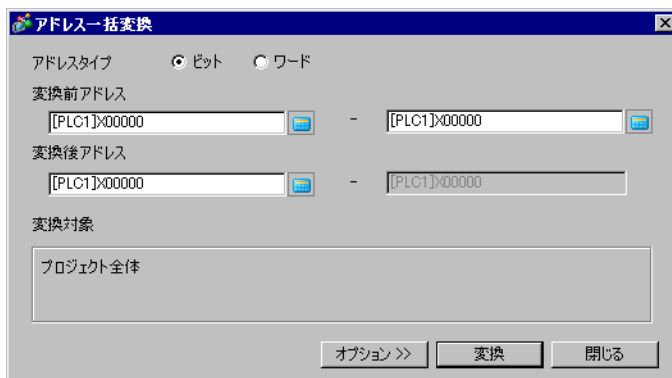 アドレス一括変換
アドレスタイプ ビット ワード
変換前アドレス
[PLC1]X00000 - [PLC1]X00000
変換後アドレス
[PLC1]X00000 - [PLC1]X00000
変換対象
プロジェクト全体
オプション >> 変換 閉じる